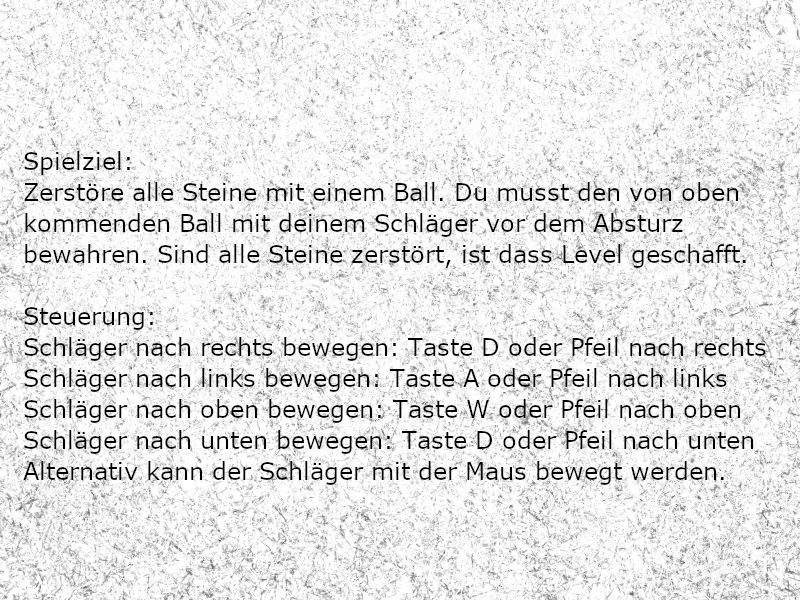 Spielziel:
Zerstöre alle Steine mit einem Ball. Du musst den von oben
kommenden Ball mit deinem Schläger vor dem Absturz
bewahren. Sind alle Steine zerstört, ist dass Level geschafft.
Steuerung:
Schläger nach rechts bewegen: Taste D oder Pfeil nach rechts
Schläger nach links bewegen: Taste A oder Pfeil nach links
Schläger nach oben bewegen: Taste W oder Pfeil nach oben
Schläger nach unten bewegen: Taste D oder Pfeil nach unten
Alternativ kann der Schläger mit der Maus bewegt werden.